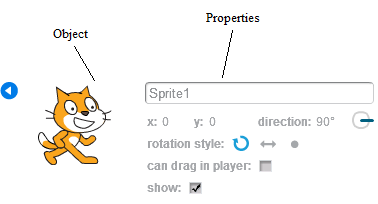 Properties
Object
Sprite1
x: 0 y: 0 direction: 90°
rotation style:
can drag in player:
show: